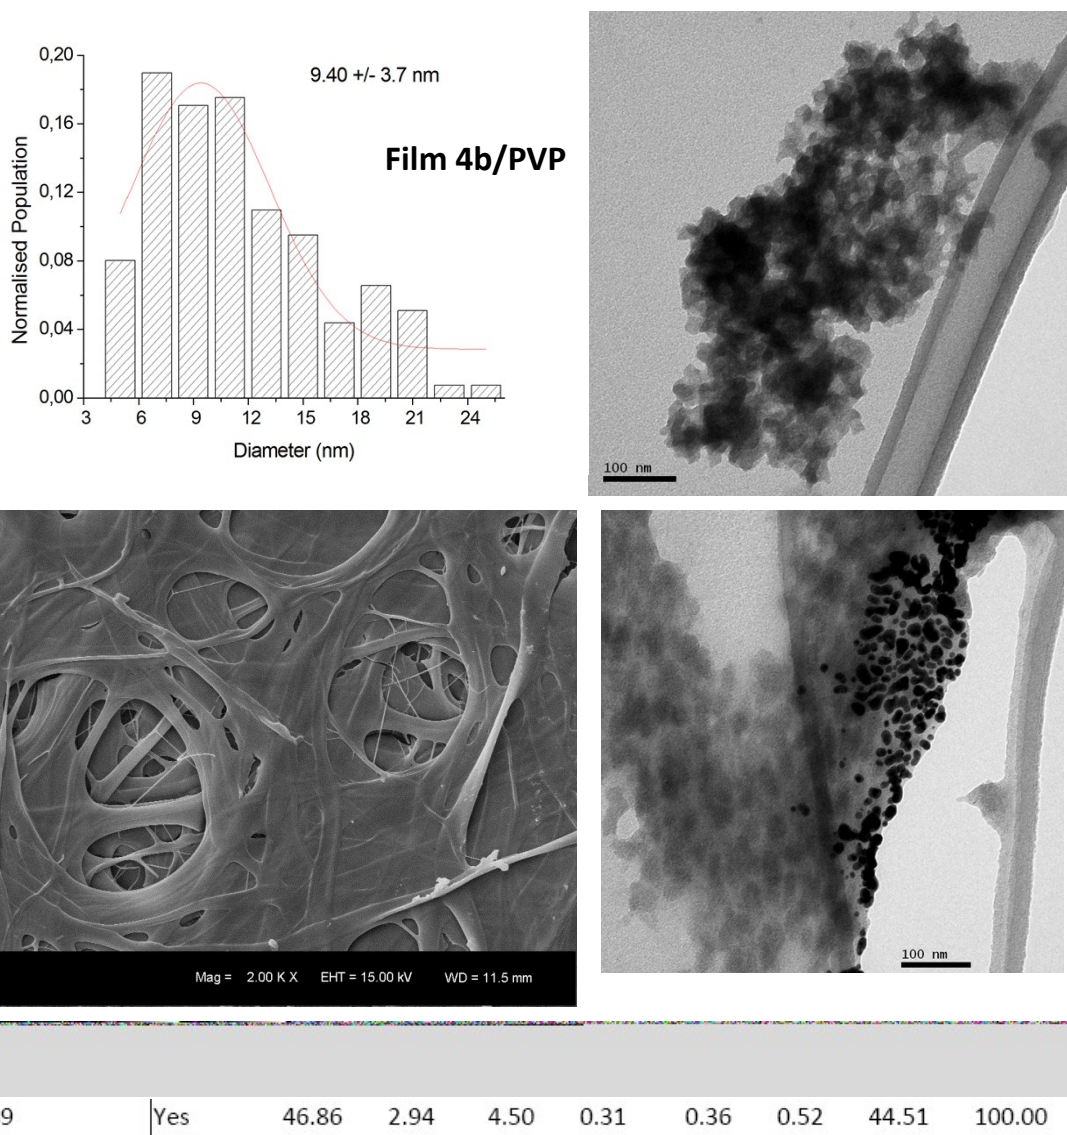 0,20
0,16
0,12
0,08
0,04
0,00
Normalised Population
9.40 +/- 3.7 nm
Film 4b/PVP
3 6 9 12 15 18 21 24
Diameter (nm)
100 nm
Mag = 2.00 K X EHT = 15.00 kV WD = 11.5 mm
100 nm
9 Yes 46.86 2.94 4.50 0.31 0.36 0.52 44.51 100.00